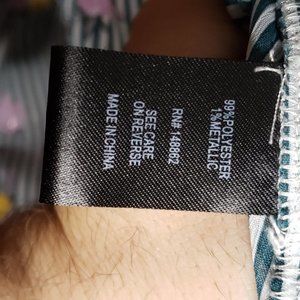 99%POLYESTER
1%METALLIC
RN# 148862
SEE CARE
ON REVERSE
MADE IN CHINA